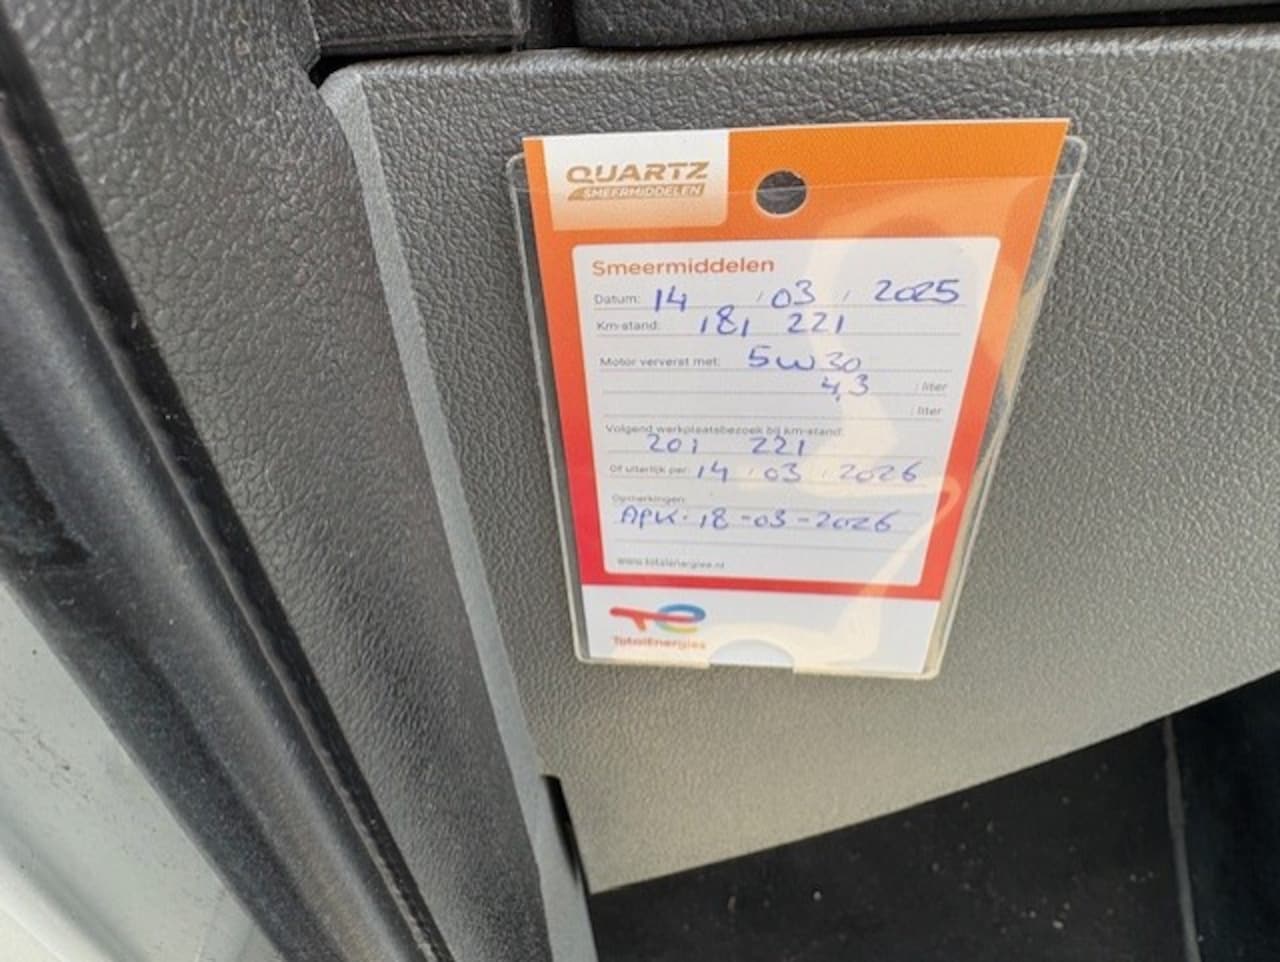 QUARTZ
SMEERMIDDELEN
Smeermiddelen
Datum: 14 / 03 / 2025
Km-stand: 181 221
Motor ververst met: 5W30
4,3 : liter
: liter
Volgend werkplaatsbezoek bij km-stand:
201 221
Of uiterlijk per: 14 / 03 / 2026
Opmerkingen:
APK. 18-03-2026
www.totalenergies.nl
TotalEnergies